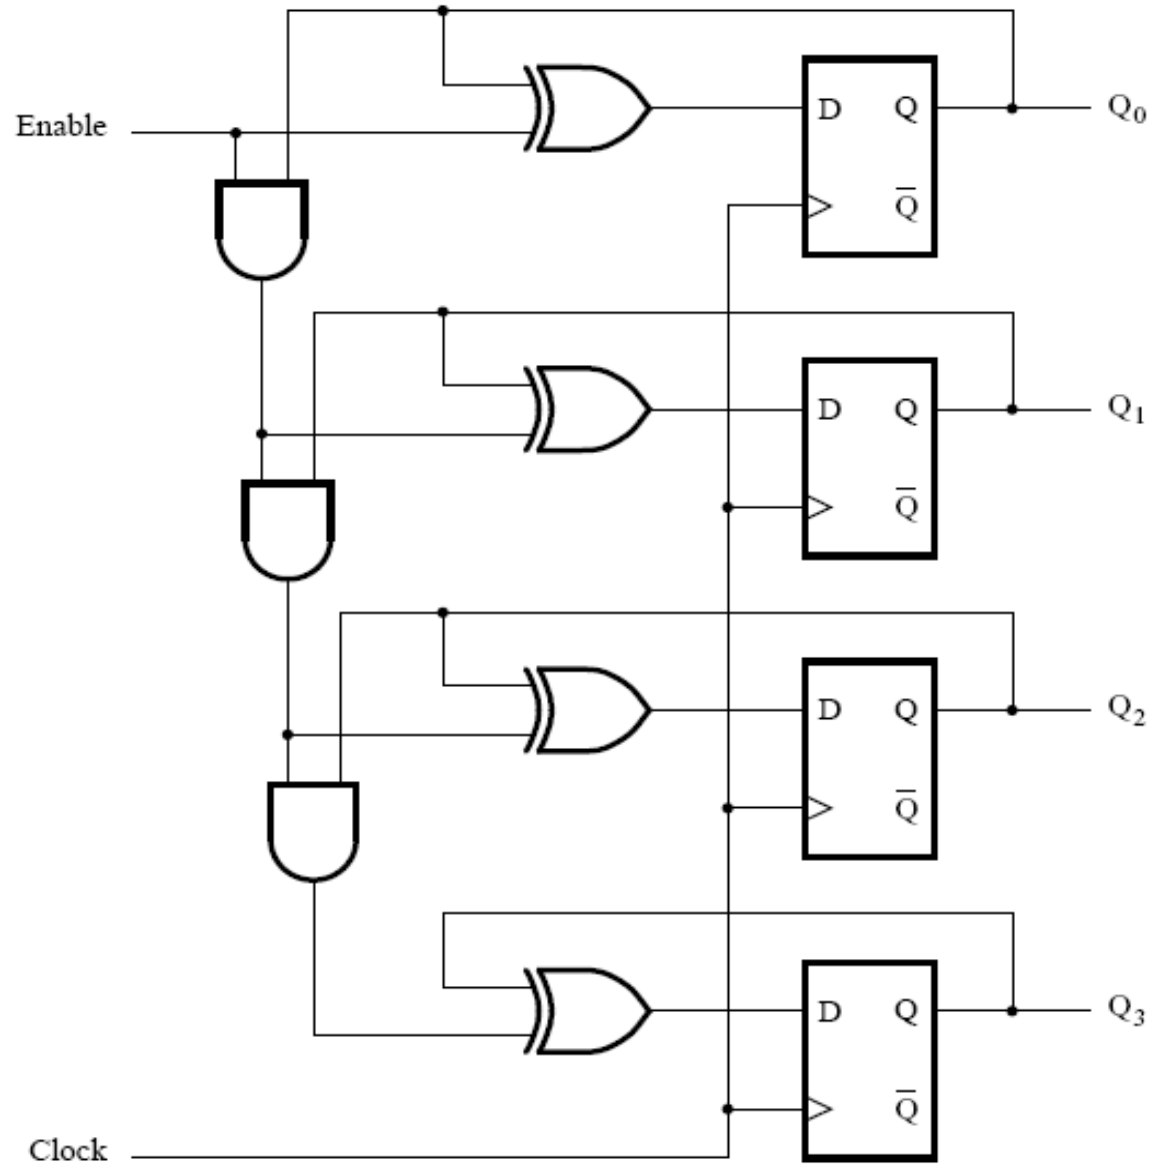 Enable
D Q Q0
Q̅
D Q Q1
Q̅
D Q Q2
Q̅
D Q Q3
Q̅
Clock